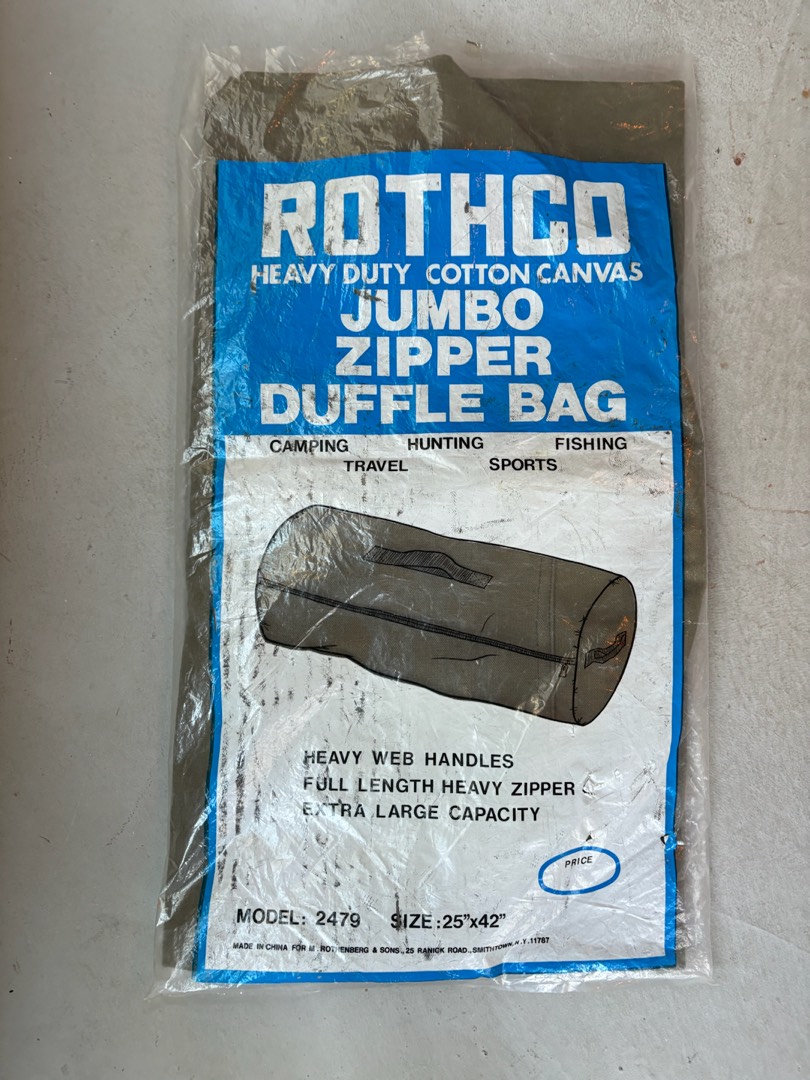 ROTHCO
HEAVY DUTY COTTON CANVAS
JUMBO
ZIPPER
DUFFLE BAG
CAMPING HUNTING FISHING
TRAVEL SPORTS
HEAVY WEB HANDLES
FULL LENGTH HEAVY ZIPPER
EXTRA LARGE CAPACITY
PRICE
MODEL: 2479 SIZE: 25"x42"
MADE IN CHINA FOR M. ROTHENBERG & SONS., 25 RANICK ROAD., SMITHTOWN, N.Y. 11787